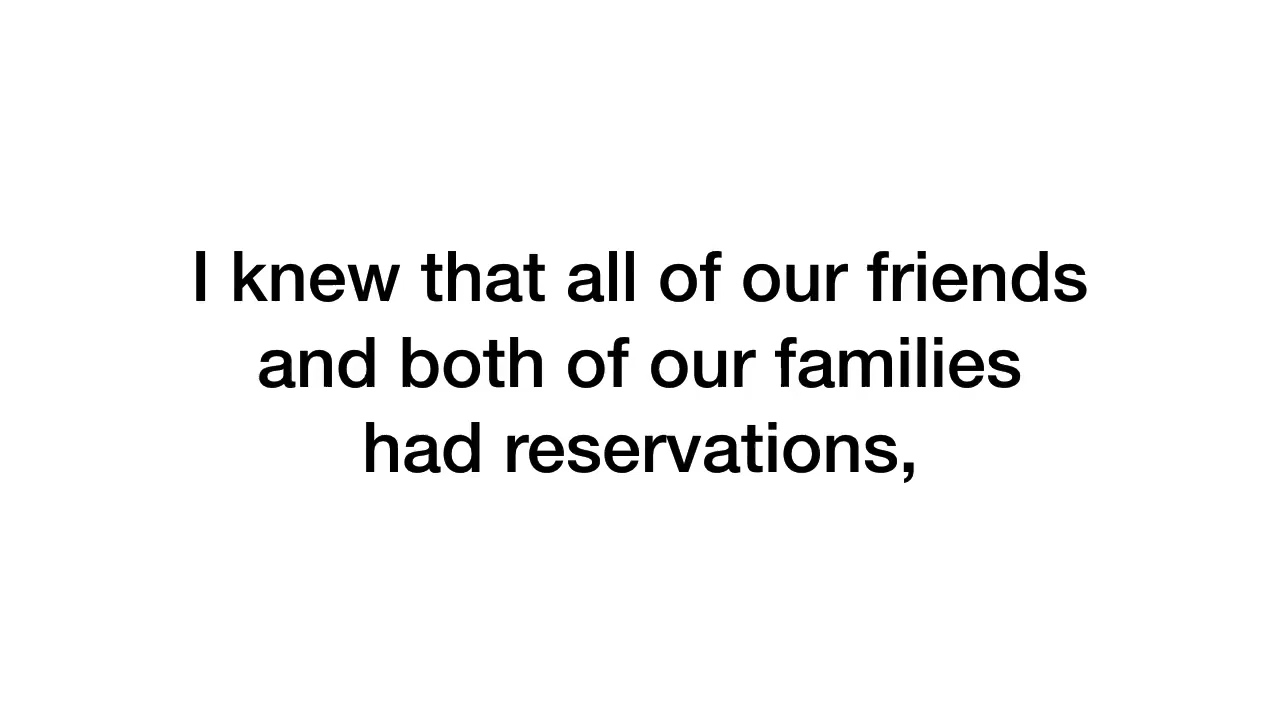 I knew that all of our friends
and both of our families
had reservations,